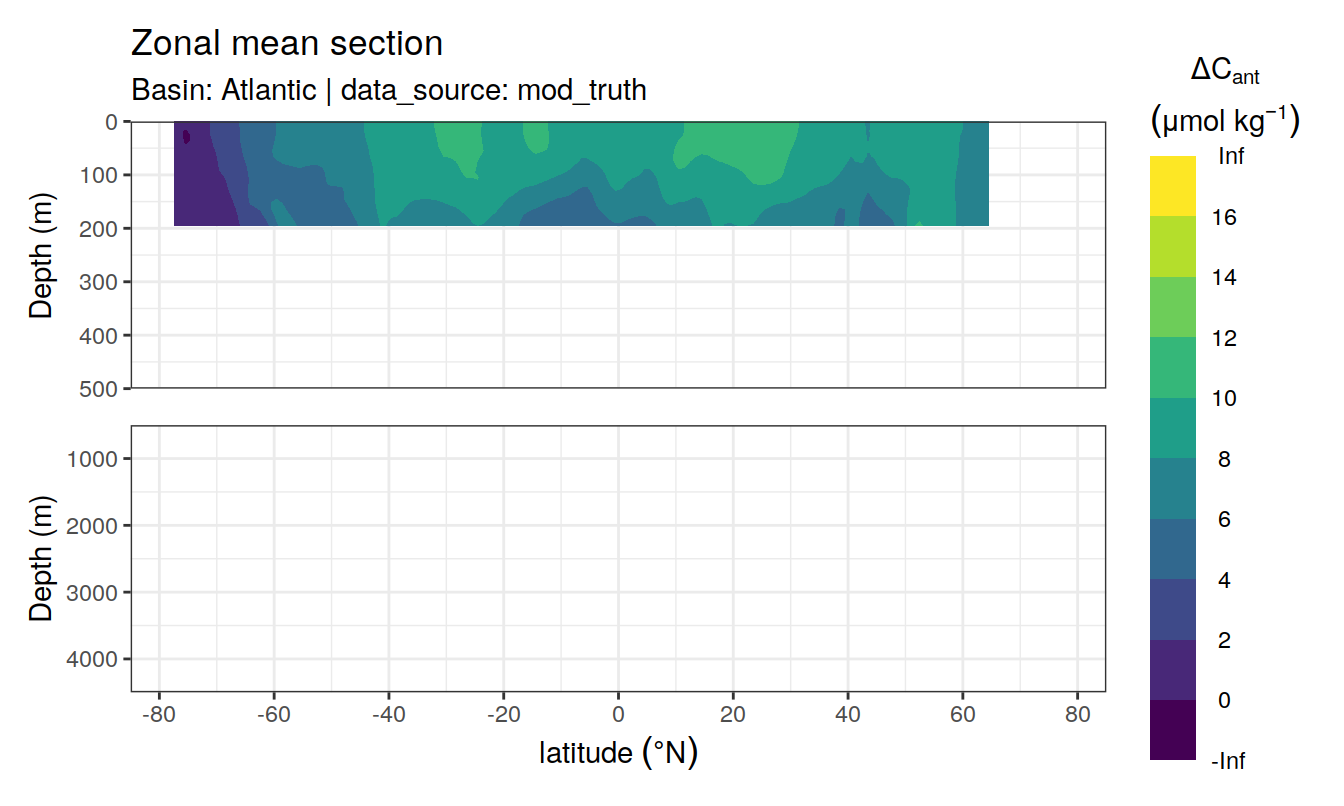 Zonal mean section
Basin: Atlantic | data_source: mod_truth
ΔCant
(μmol kg−1)
Depth (m)
0
100
200
300
400
500
Depth (m)
1000
2000
3000
4000
-80 -60 -40 -20 0 20 40 60 80
latitude (°N)
Inf
16
14
12
10
8
6
4
2
0
-Inf